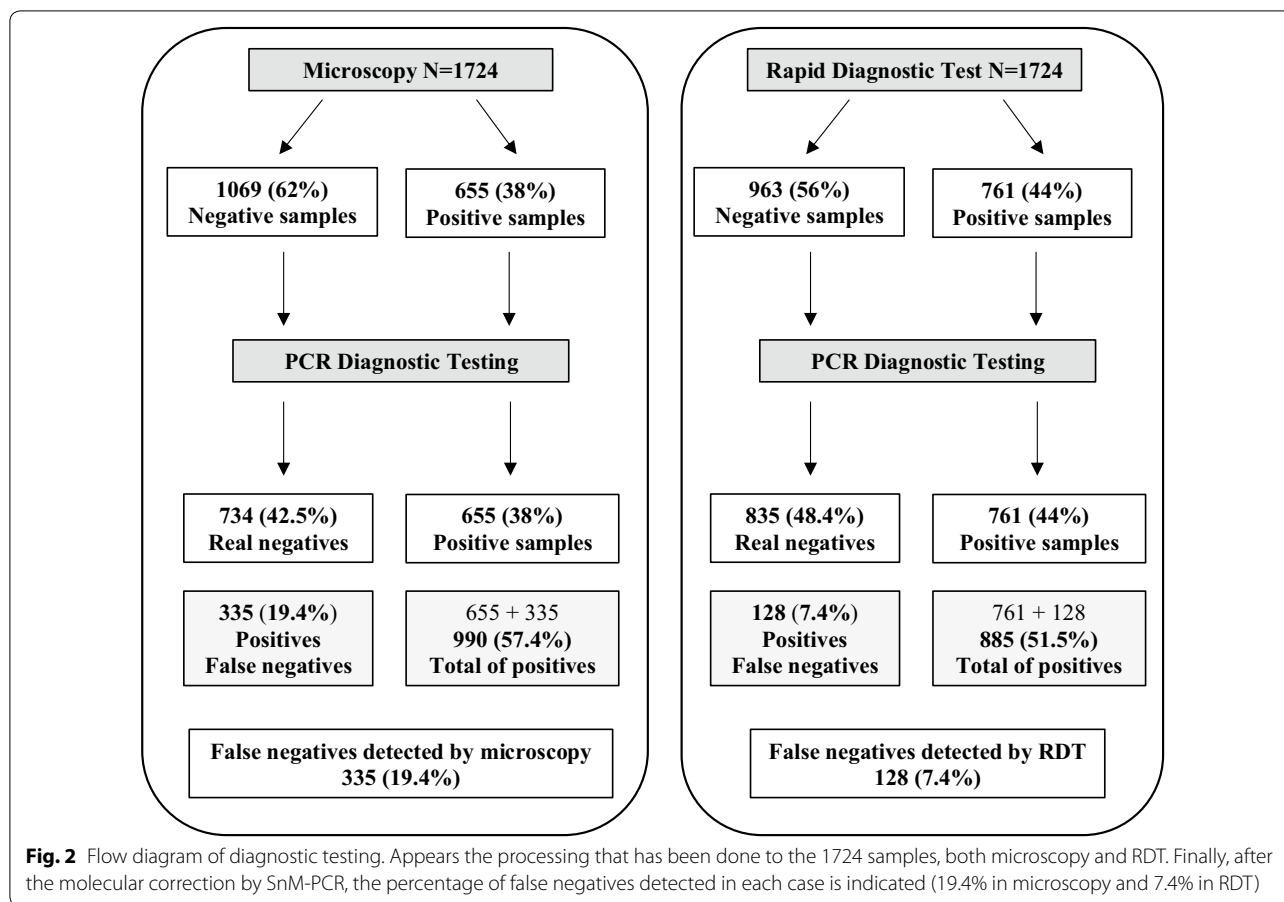 Microscopy N=1724
1069 (62%)
Negative samples
655 (38%)
Positive samples
PCR Diagnostic Testing
734 (42.5%)
Real negatives
655 (38%)
Positive samples
335 (19.4%)
Positives
False negatives
655 + 335
990 (57.4%)
Total of positives
False negatives detected by microscopy
335 (19.4%)
Rapid Diagnostic Test N=1724
963 (56%)
Negative samples
761 (44%)
Positive samples
PCR Diagnostic Testing
835 (48.4%)
Real negatives
761 (44%)
Positive samples
128 (7.4%)
Positives
False negatives
761 + 128
885 (51.5%)
Total of positives
False negatives detected by RDT
128 (7.4%)
Fig. 2 Flow diagram of diagnostic testing. Appears the processing that has been done to the 1724 samples, both microscopy and RDT. Finally, after
the molecular correction by SnM-PCR, the percentage of false negatives detected in each case is indicated (19.4% in microscopy and 7.4% in RDT)